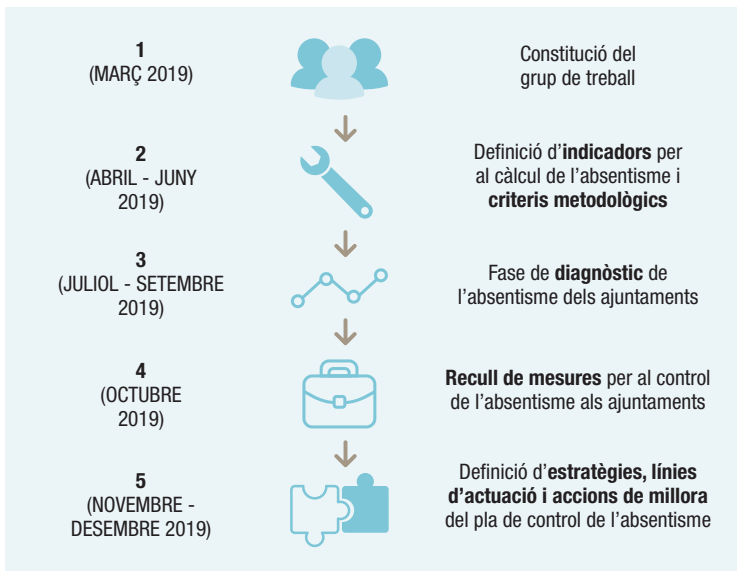 1
(MARÇ 2019)
Constitució del
grup de treball
2
(ABRIL - JUNY
2019)
Definició d’indicadors per
al càlcul de l’absentisme i
criteris metodològics
3
(JULIOL - SETEMBRE
2019)
Fase de diagnòstic de
l’absentisme dels ajuntaments
4
(OCTUBRE
2019)
Recull de mesures per al control
de l’absentisme als ajuntaments
5
(NOVEMBRE -
DESEMBRE 2019)
Definició d’estratègies, línies
d’actuació i accions de millora
del pla de control de l’absentisme